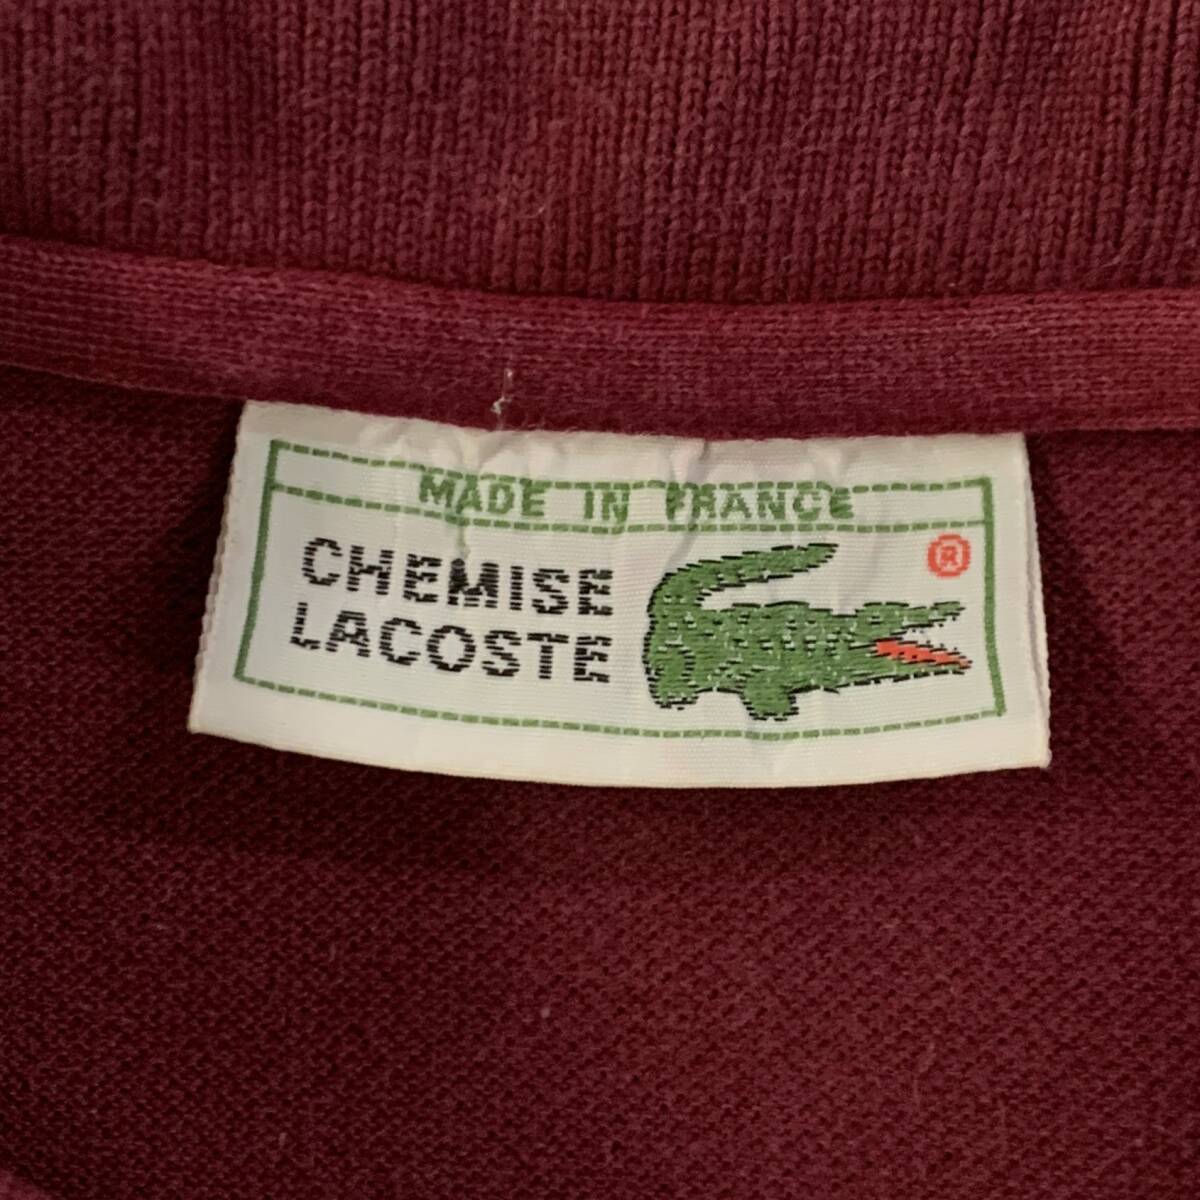 MADE IN FRANCE
CHEMISE
LACOSTE
®